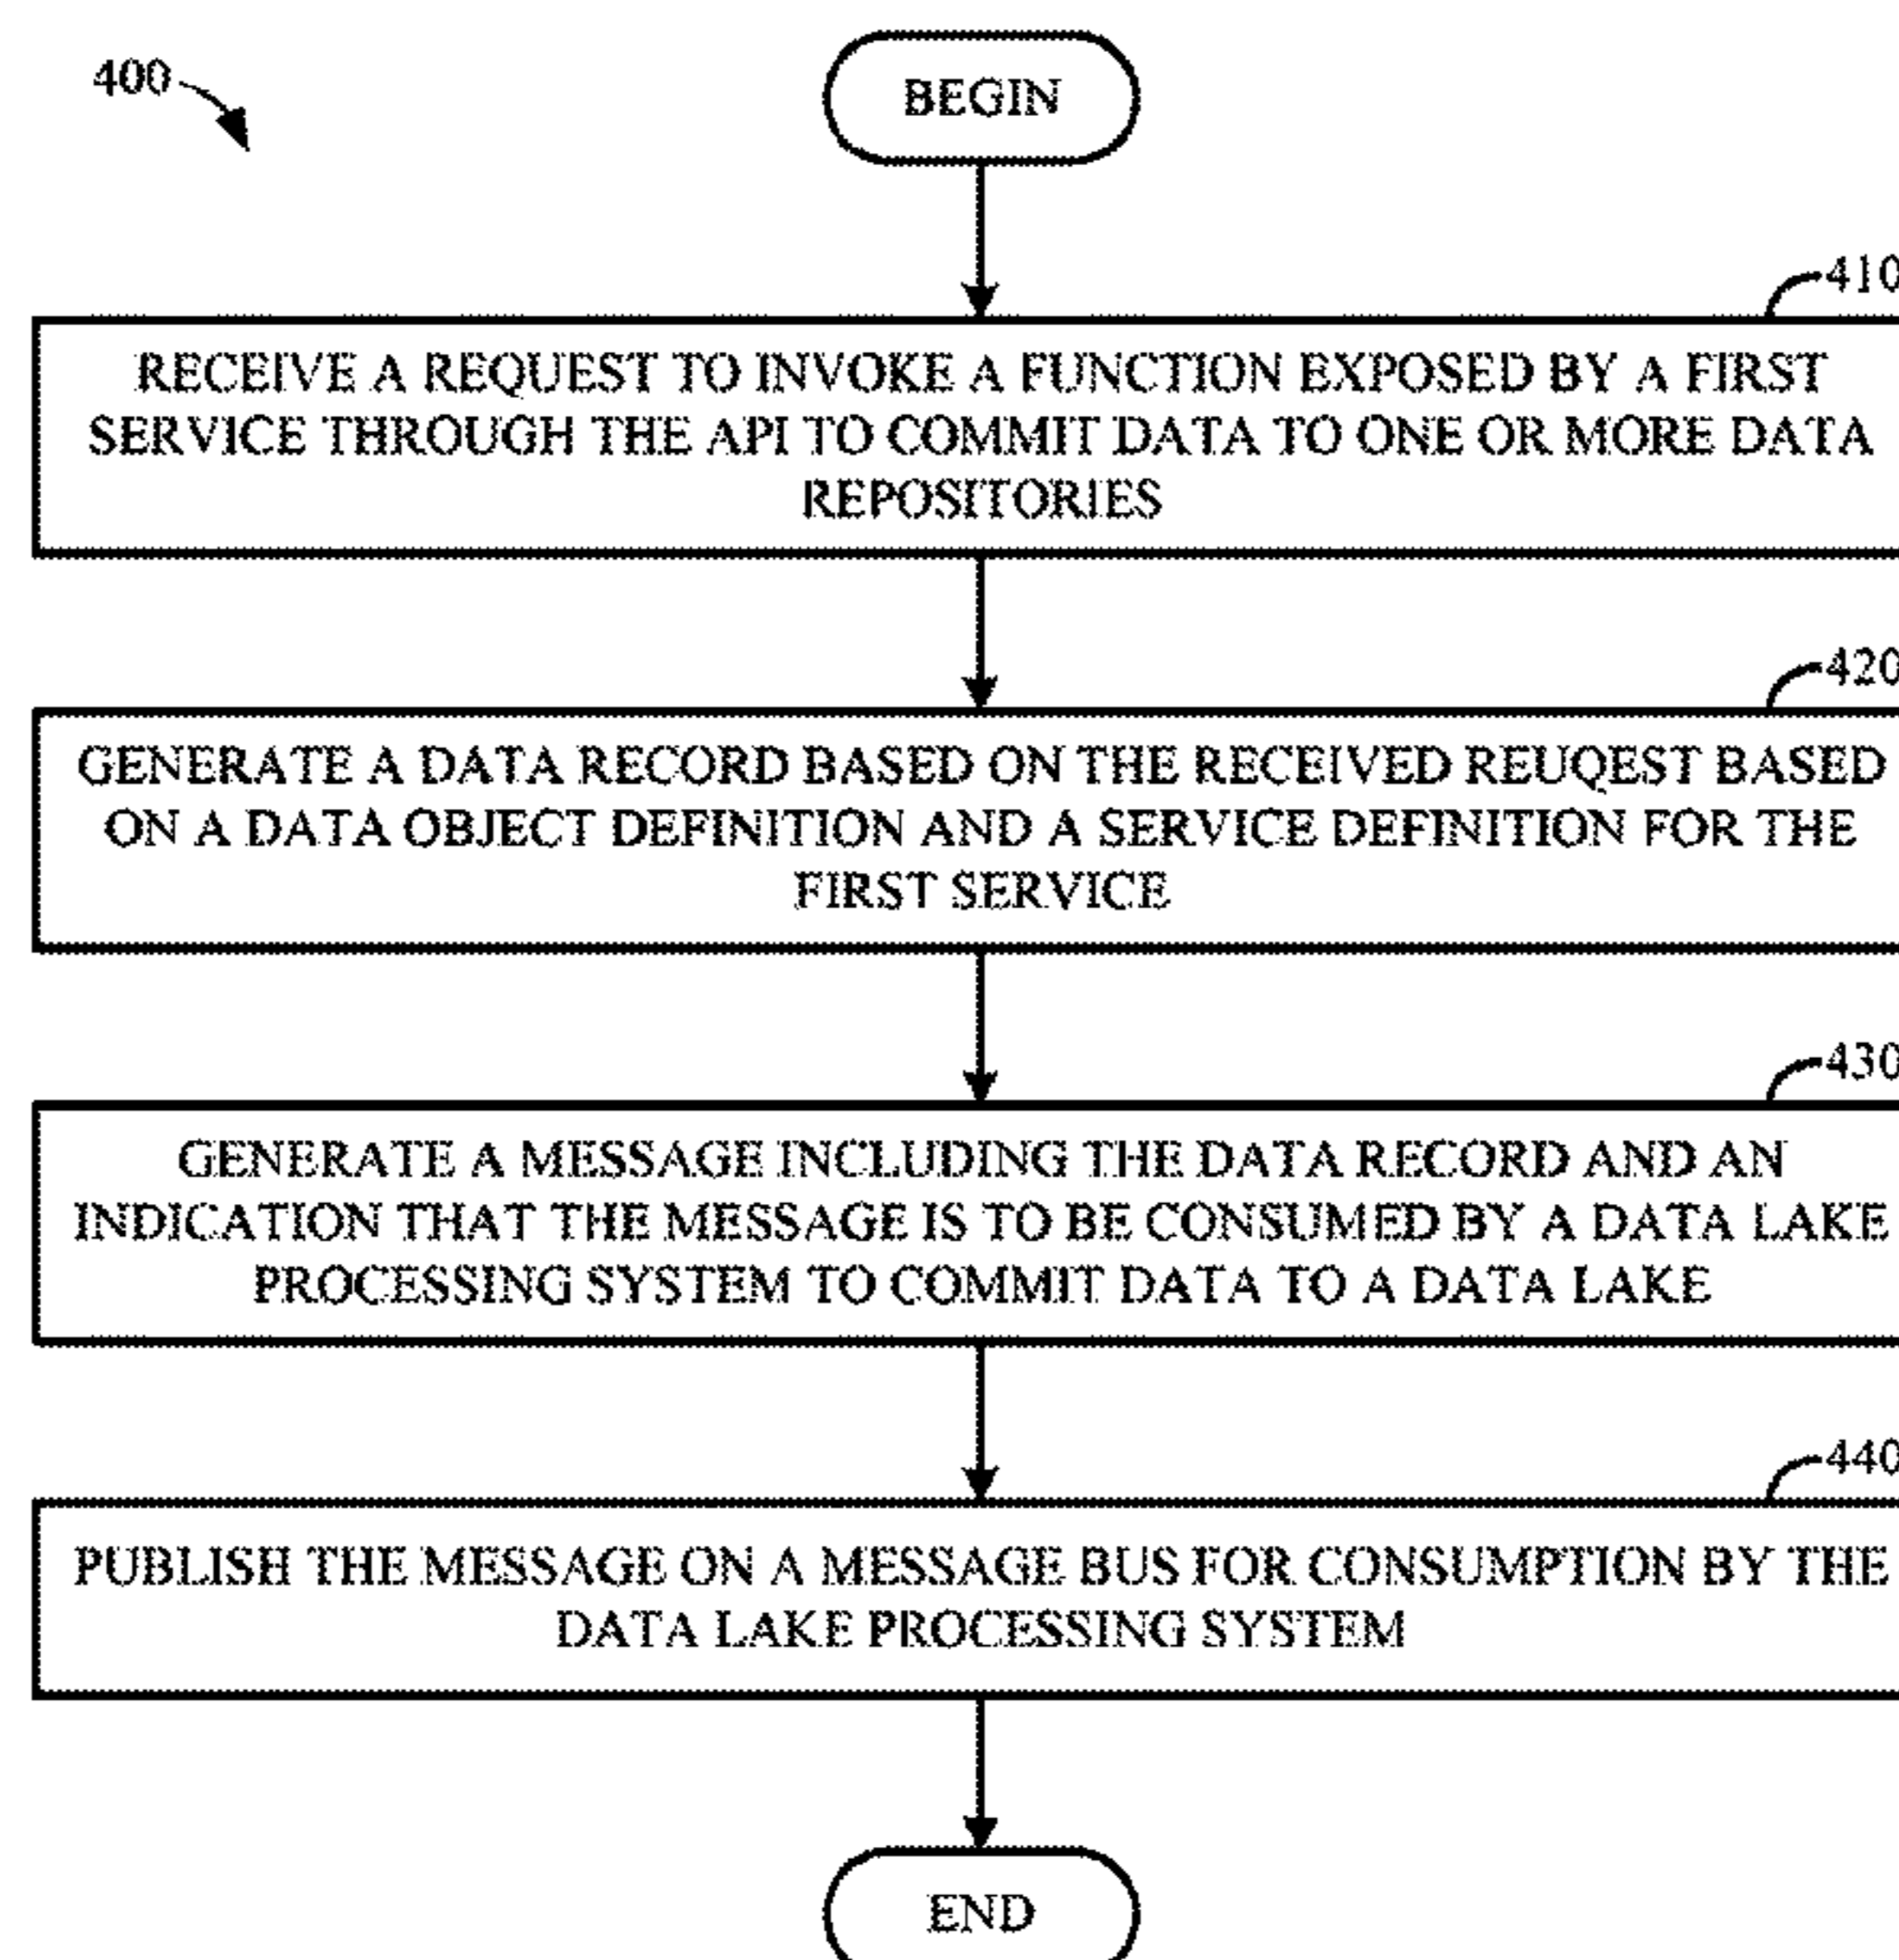 400
BEGIN
410
RECEIVE A REQUEST TO INVOKE A FUNCTION EXPOSED BY A FIRST
SERVICE THROUGH THE API TO COMMIT DATA TO ONE OR MORE DATA
REPOSITORIES
420
GENERATE A DATA RECORD BASED ON THE RECEIVED REUQEST BASED
ON A DATA OBJECT DEFINITION AND A SERVICE DEFINITION FOR THE
FIRST SERVICE
430
GENERATE A MESSAGE INCLUDING THE DATA RECORD AND AN
INDICATION THAT THE MESSAGE IS TO BE CONSUMED BY A DATA LAKE
PROCESSING SYSTEM TO COMMIT DATA TO A DATA LAKE
440
PUBLISH THE MESSAGE ON A MESSAGE BUS FOR CONSUMPTION BY THE
DATA LAKE PROCESSING SYSTEM
END